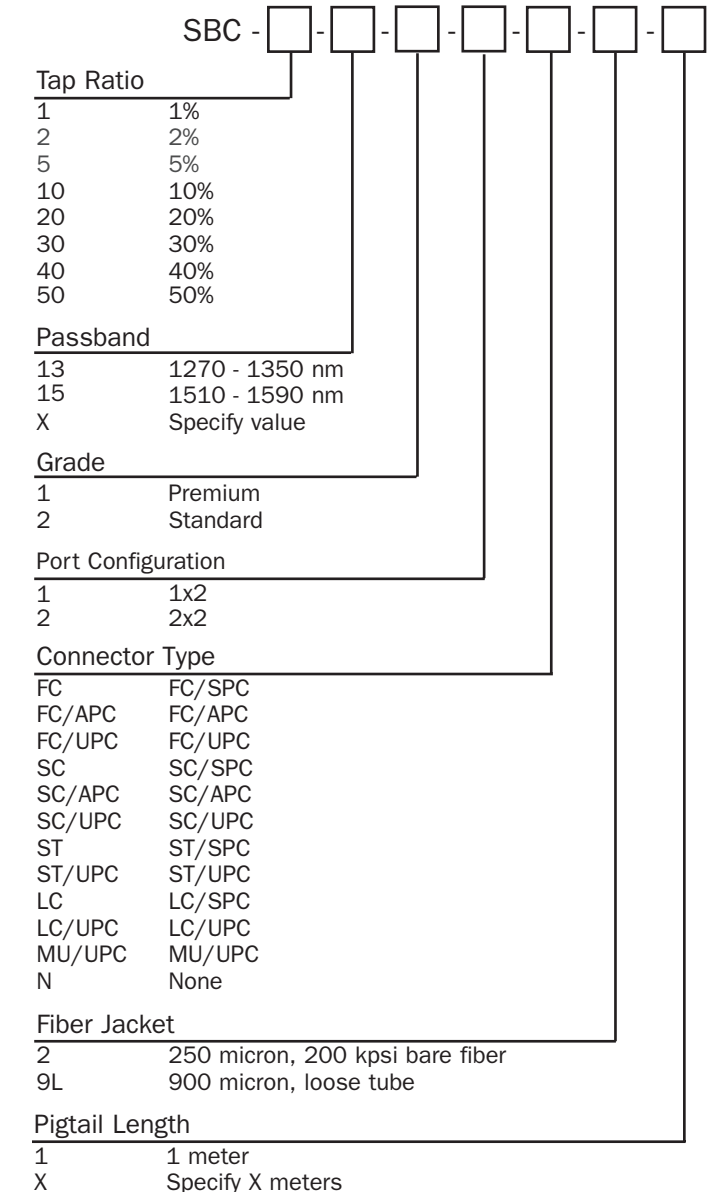 SBC - - - - - - -
Tap Ratio
1 1%
2 2%
5 5%
10 10%
20 20%
30 30%
40 40%
50 50%
Passband
13 1270 - 1350 nm
15 1510 - 1590 nm
X Specify value
Grade
1 Premium
2 Standard
Port Configuration
1 1x2
2 2x2
Connector Type
FC FC/SPC
FC/APC FC/APC
FC/UPC FC/UPC
SC SC/SPC
SC/APC SC/APC
SC/UPC SC/UPC
ST ST/SPC
ST/UPC ST/UPC
LC LC/SPC
LC/UPC LC/UPC
MU/UPC MU/UPC
N None
Fiber Jacket
2 250 micron, 200 kpsi bare fiber
9L 900 micron, loose tube
Pigtail Length
1 1 meter
X Specify X meters